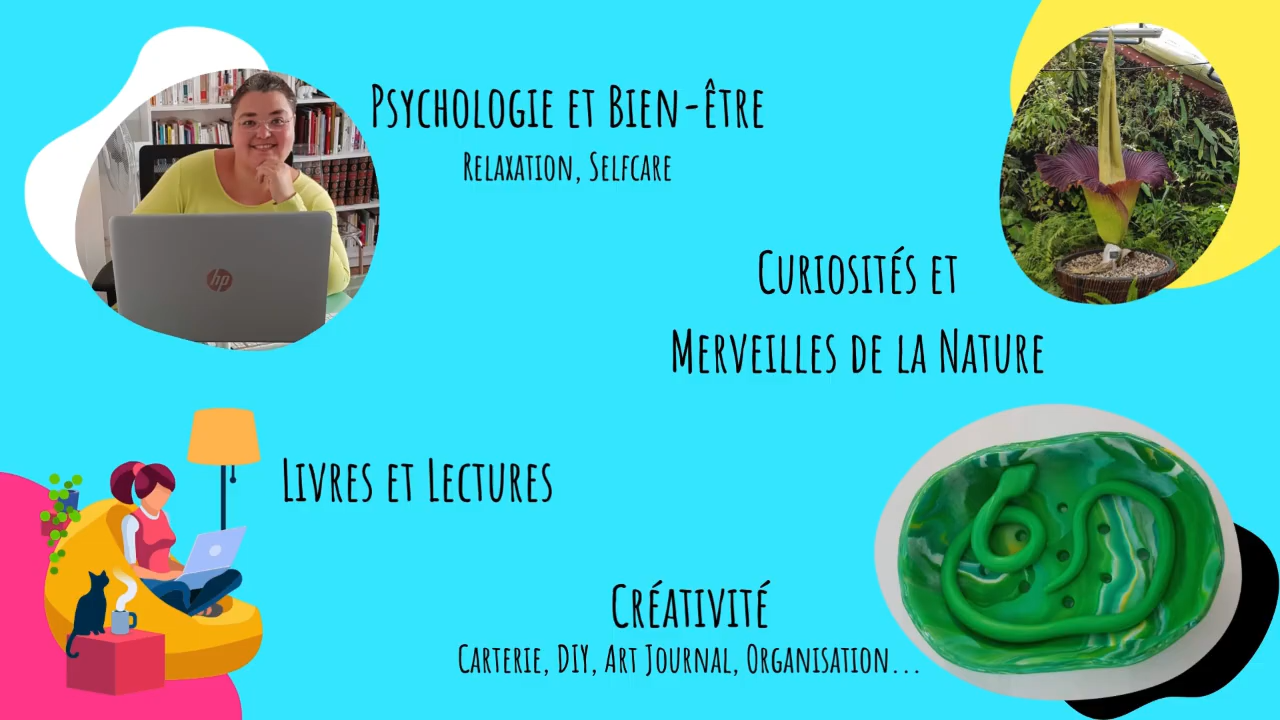 Psychologie et Bien-être
Relaxation, Selfcare
Curiosités et
Merveilles de la Nature
hp
Livres et Lectures
Créativité
Carterie, DIY, Art Journal, Organisation...